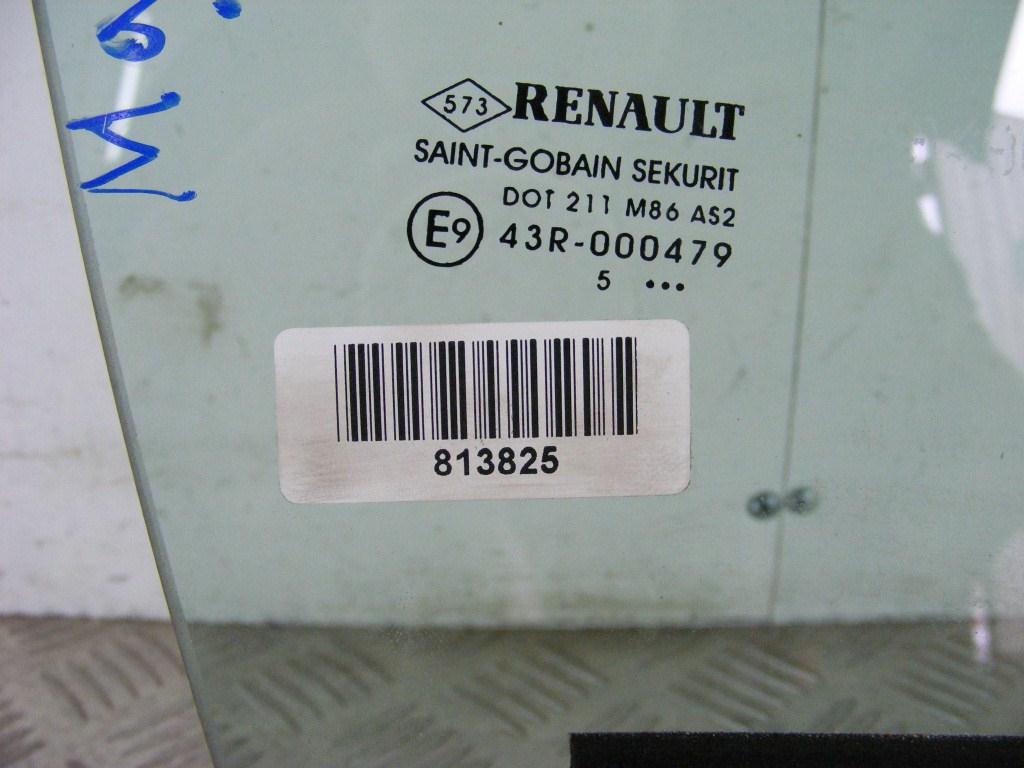 573 RENAULT
SAINT-GOBAIN SEKURIT
DOT 211 M86 AS2
E9 43R-000479
5 •••
813825